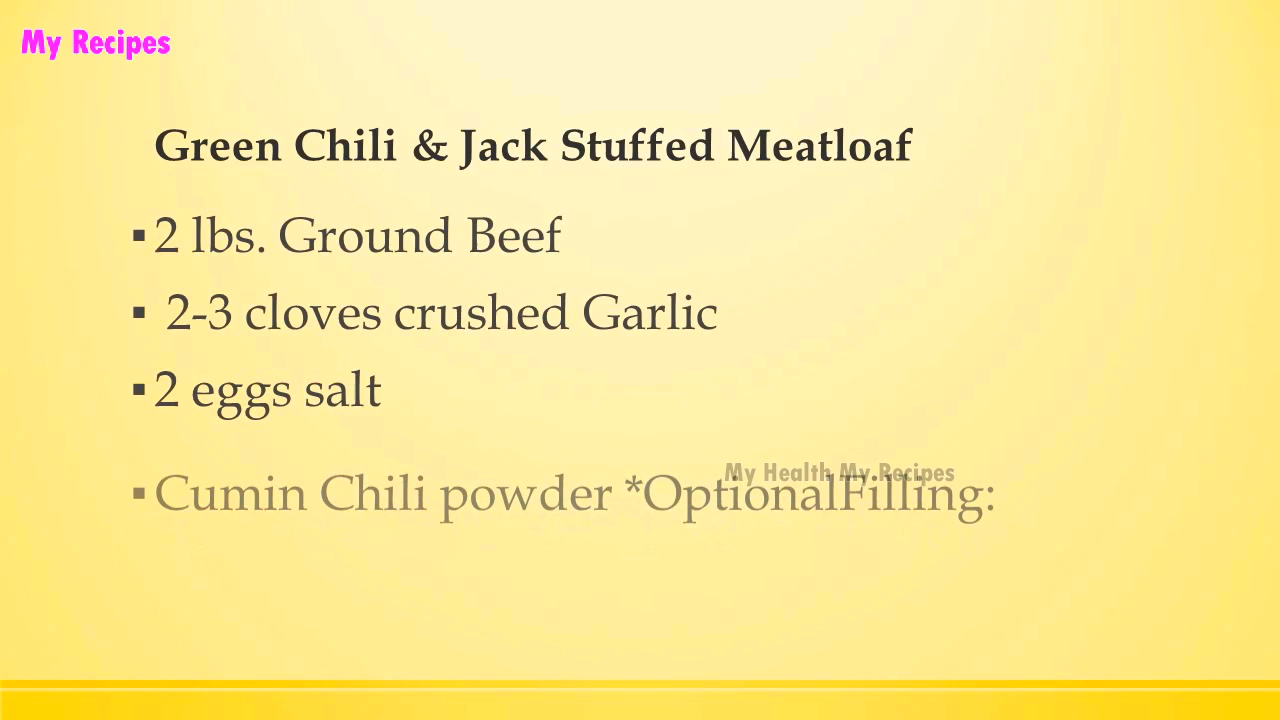 My Recipes
Green Chili & Jack Stuffed Meatloaf
▪ 2 lbs. Ground Beef
▪ 2-3 cloves crushed Garlic
▪ 2 eggs salt
My Health My Recipes
▪ Cumin Chili powder *OptionalFilling: